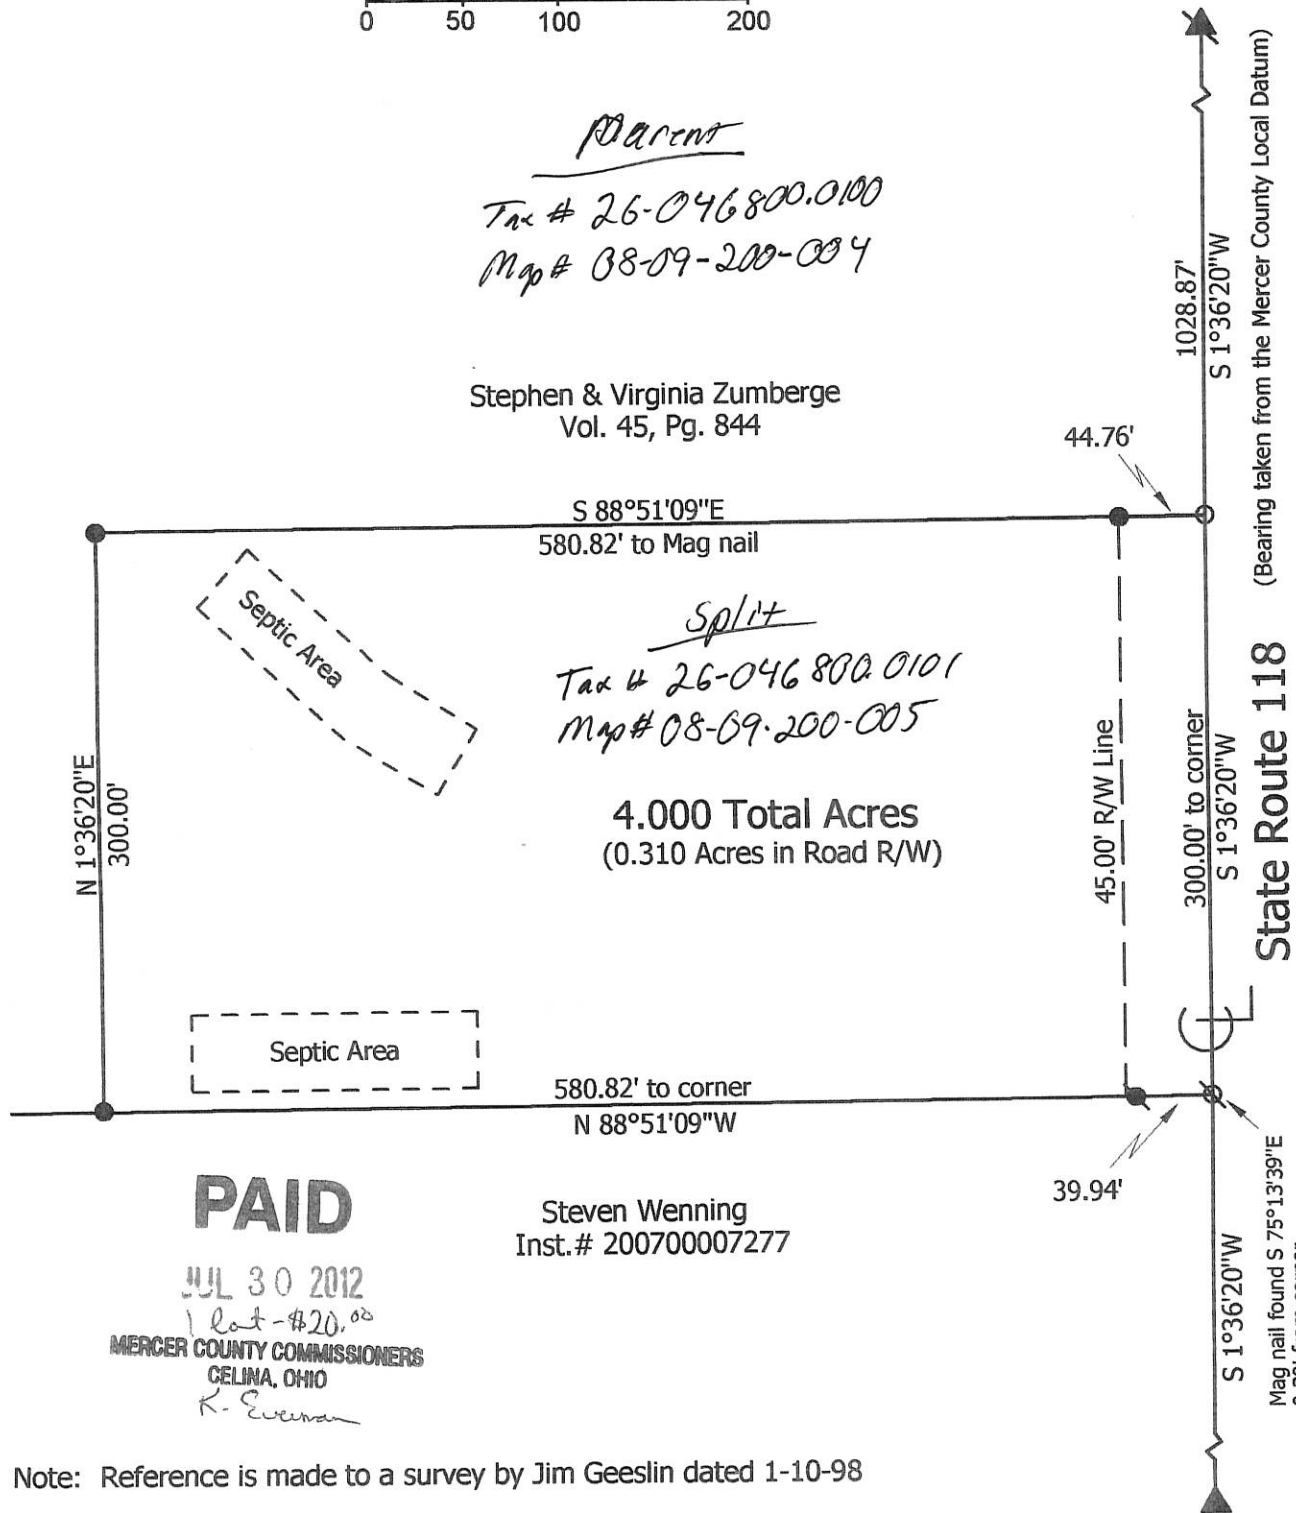 0 50 100 200
Parent
Tax # 26-046800.0100
Map # 08-09-200-004
Stephen & Virginia Zumberge
Vol. 45, Pg. 844
44.76'
1028.87'
S 1°36'20"W
(Bearing taken from the Mercer County Local Datum)
S 88°51'09"E
580.82' to Mag nail
Septic Area
Split
Tax # 26-046800.0101
Map # 08-09-200-005
4.000 Total Acres
(0.310 Acres in Road R/W)
N 1°36'20"E
300.00'
45.00' R/W Line
300.00' to corner
S 1°36'20"W
State Route 118
Septic Area
580.82' to corner
N 88°51'09"W
39.94'
Steven Wenning
Inst.# 200700007277
S 1°36'20"W
Mag nail found S 75°13'39"E
from corner
PAID
JUL 30 2012
1 lot - $20.00
MERCER COUNTY COMMISSIONERS
CELINA, OHIO
K.
Note: Reference is made to a survey by Jim Geeslin dated 1-10-98